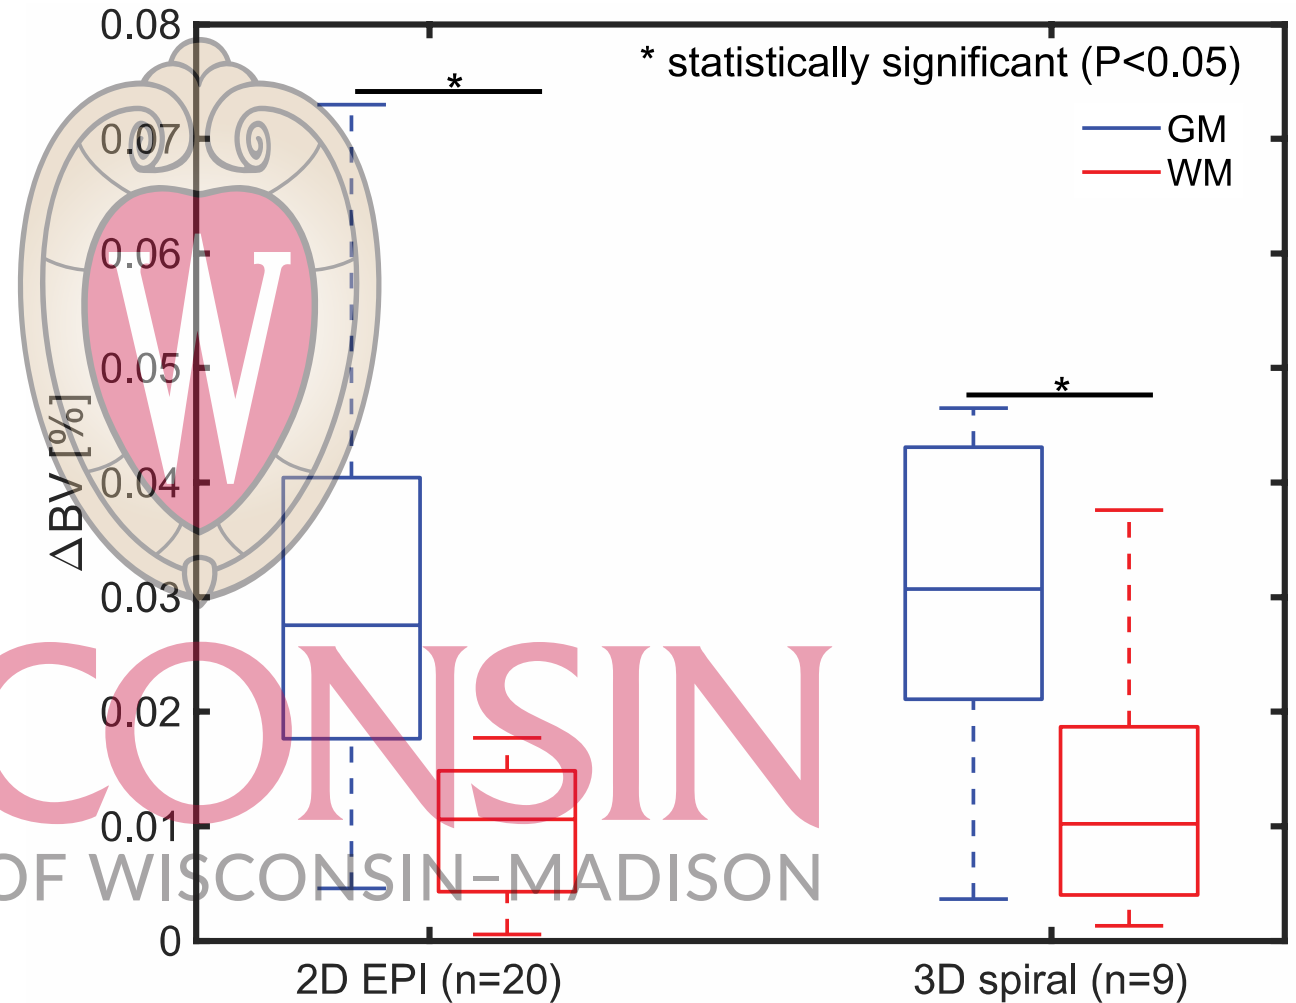 * statistically significant (P<0.05)
GM
WM
*
*
0.08
0.07
0.06
0.05
0.04
0.03
0.02
0.01
0
ΔBV [%]
2D EPI (n=20)
3D spiral (n=9)
W
CONSIN
OF WISCONSIN–MADISON